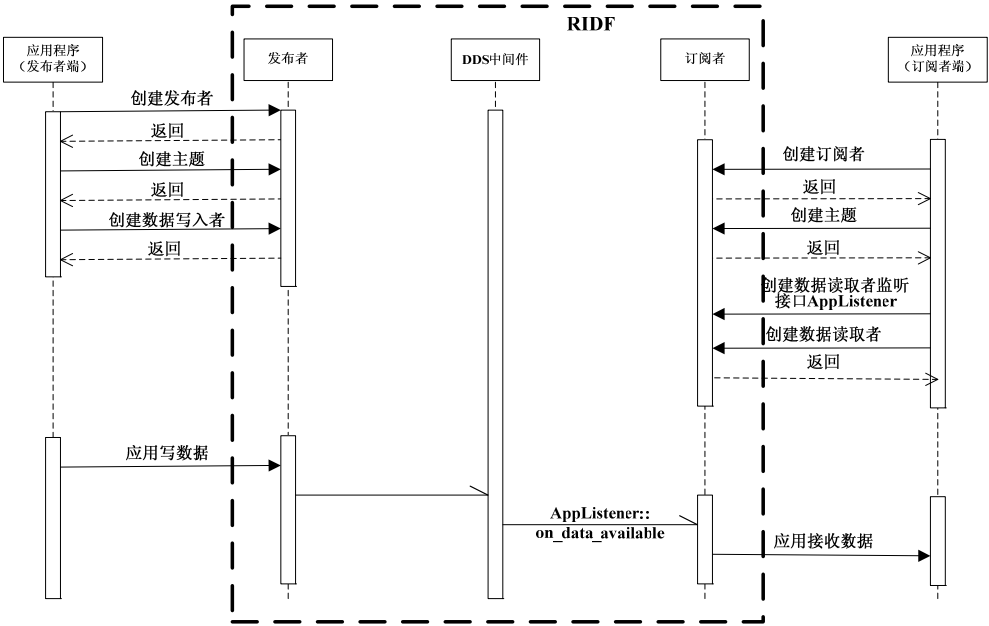 RIDF
应用程序
(发布者端)
发布者
DDS中间件
订阅者
应用程序
(订阅者端)
创建发布者
返回
创建主题
返回
创建数据写入者
返回
创建订阅者
返回
创建主题
返回
创建数据读取者监听
接口AppListener
创建数据读取者
返回
应用写数据
AppListener::
on_data_available
应用接收数据